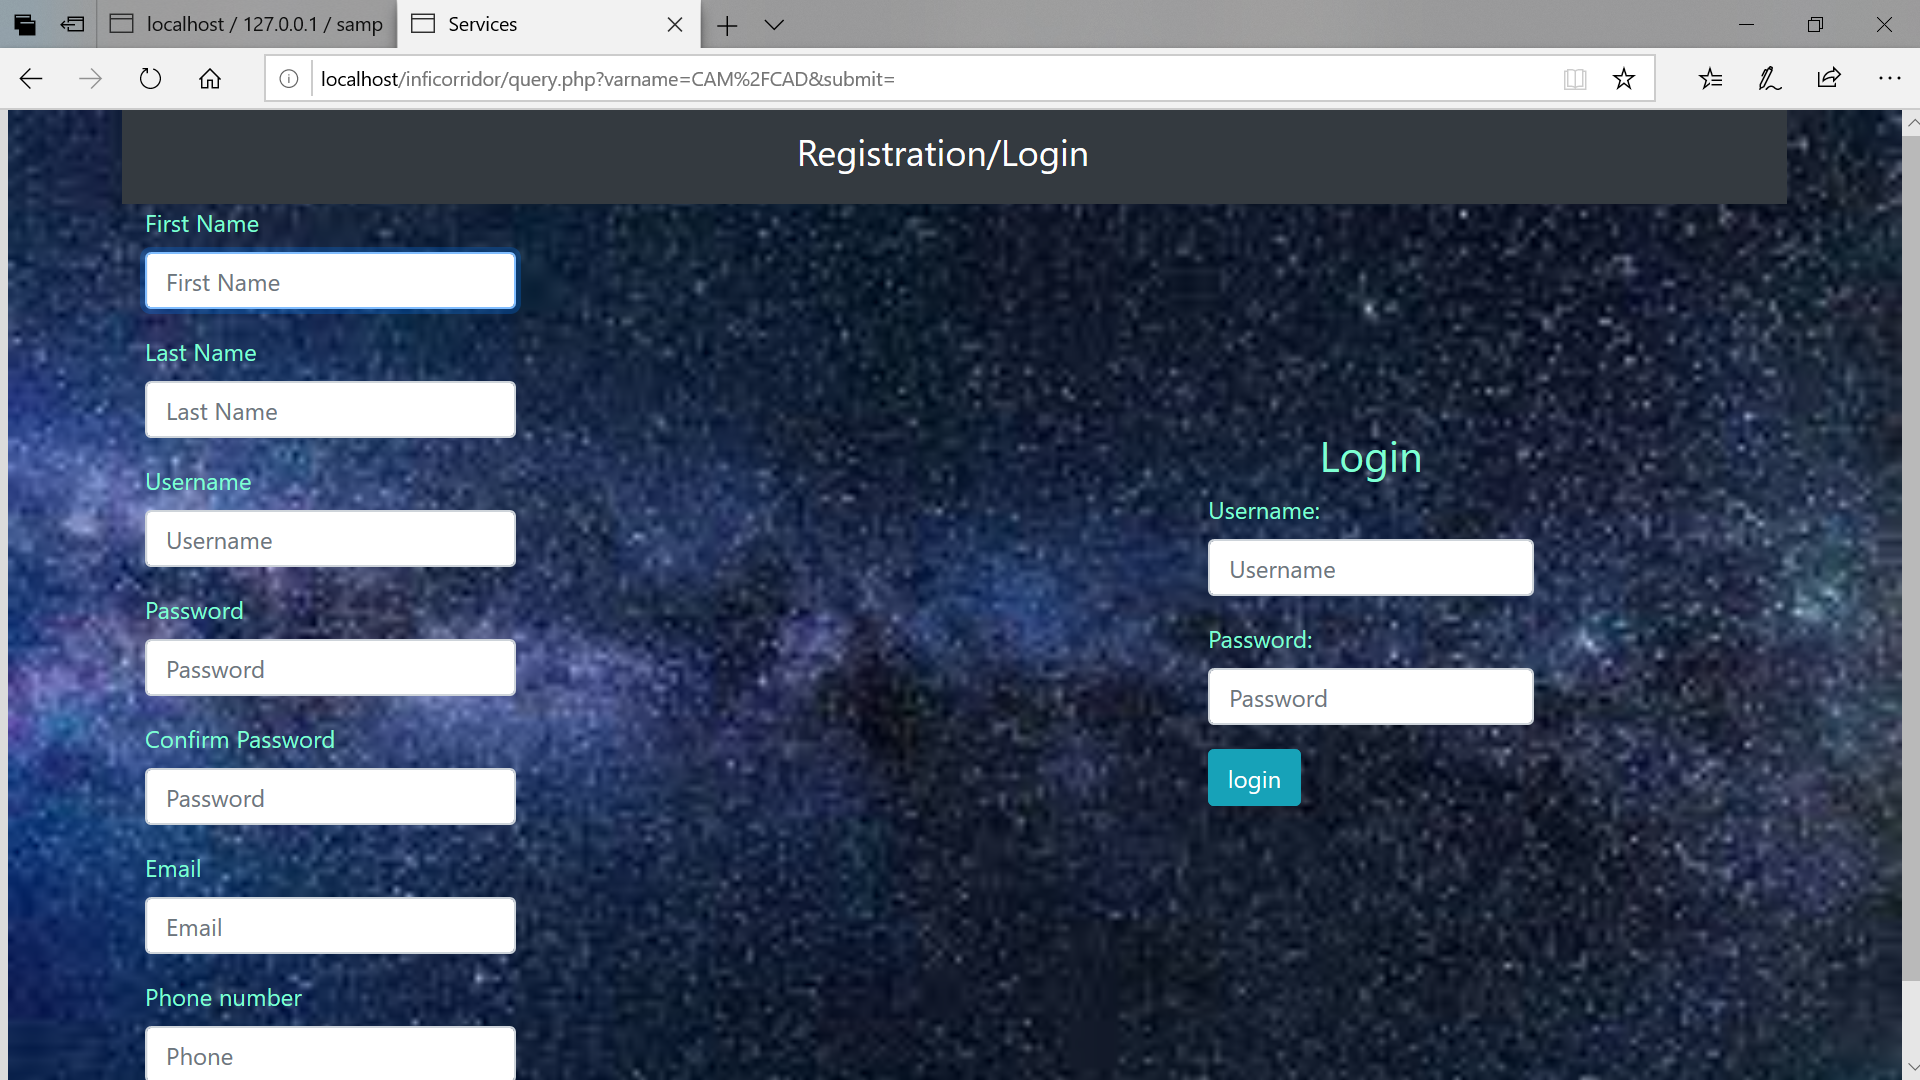 localhost / 127.0.0.1 / samp
Services
localhost/inficorridor/query.php?varname=CAM%2FCAD&submit=
Registration/Login
First Name
First Name
Last Name
Last Name
Username
Username
Password
Password
Confirm Password
Password
Email
Email
Phone number
Phone
Login
Username:
Username
Password:
Password
login